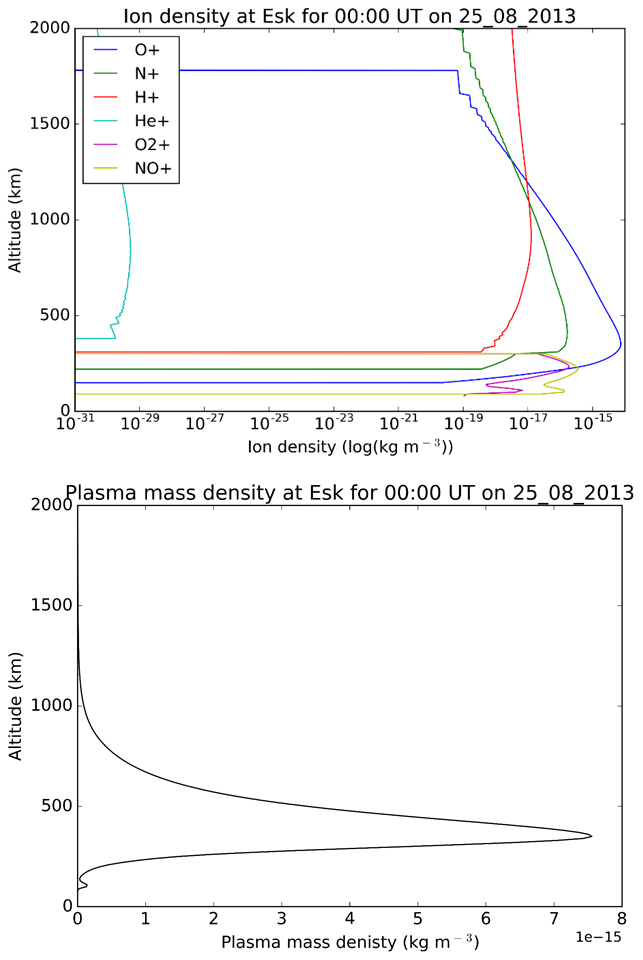 Ion density at Esk for 00:00 UT on 25_08_2013
2000
1500
1000
500
0
Altitude (km)
O+
N+
H+
He+
O2+
NO+
10^-31 10^-29 10^-27 10^-25 10^-23 10^-21 10^-19 10^-17 10^-15
Ion density (log(kg m^−3))
Plasma mass density at Esk for 00:00 UT on 25_08_2013
2000
1500
1000
500
0
Altitude (km)
0 1 2 3 4 5 6 7 8
1e−15
Plasma mass denisty (kg m^−3)